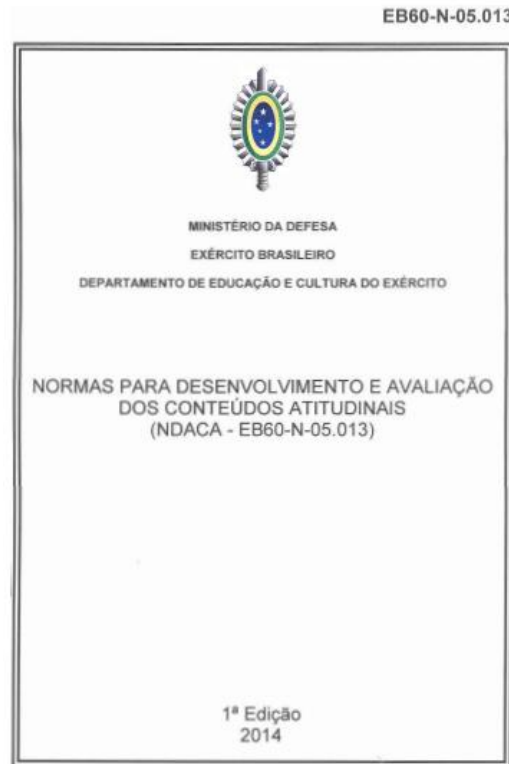 EB60-N-05.013
MINISTÉRIO DA DEFESA
EXÉRCITO BRASILEIRO
DEPARTAMENTO DE EDUCAÇÃO E CULTURA DO EXÉRCITO
NORMAS PARA DESENVOLVIMENTO E AVALIAÇÃO
DOS CONTEÚDOS ATITUDINAIS
(NDACA - EB60-N-05.013)
1ª Edição
2014